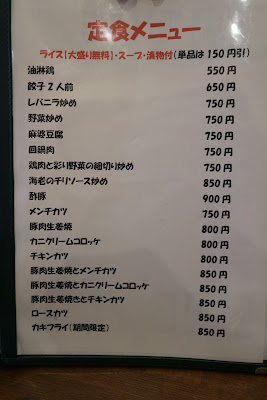 定食メニュー
ライス【大盛り無料】・スープ・漬物付（単品は150円引）
油淋鶏 550円
餃子2人前 650円
レバニラ炒め 750円
野菜炒め 750円
麻婆豆腐 750円
回鍋肉 750円
鶏肉と彩り野菜の細切り炒め 750円
海老のチリソース炒め 850円
酢豚 900円
メンチカツ 750円
豚肉生姜焼 800円
カニクリームコロッケ 800円
チキンカツ 800円
豚肉生姜焼とメンチカツ 850円
豚肉生姜焼とカニクリームコロッケ 850円
豚肉生姜焼きとチキンカツ 850円
ロースカツ 850円
カキフライ（期間限定） 850円